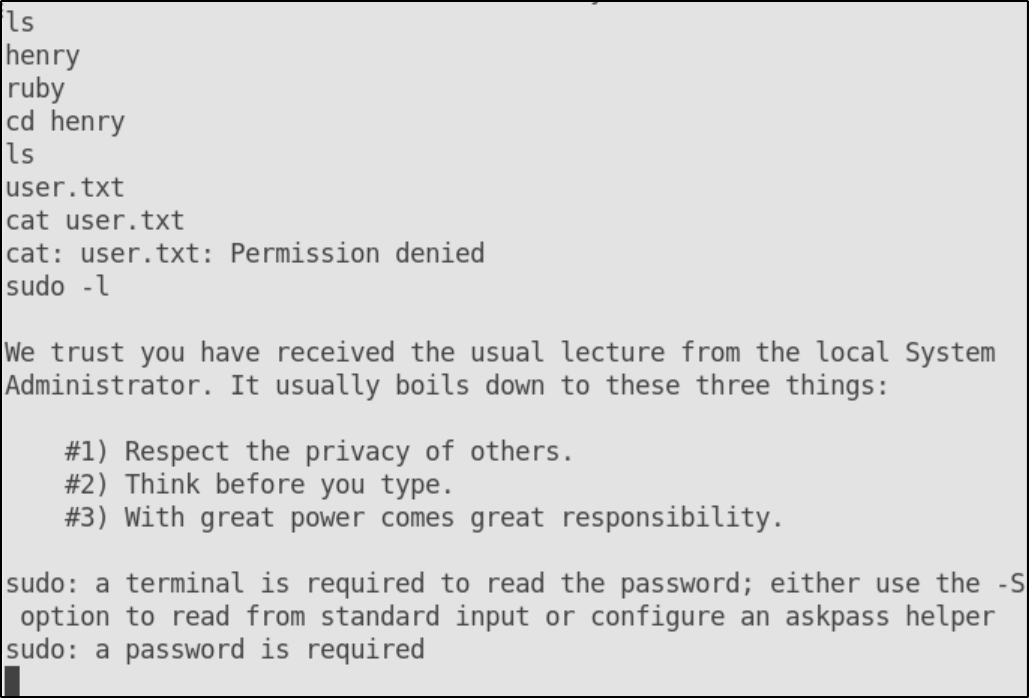 ls
henry
ruby
cd henry
ls
user.txt
cat user.txt
cat: user.txt: Permission denied
sudo -l
We trust you have received the usual lecture from the local System
Administrator. It usually boils down to these three things:
#1) Respect the privacy of others.
#2) Think before you type.
#3) With great power comes great responsibility.
sudo: a terminal is required to read the password; either use the -S
option to read from standard input or configure an askpass helper
sudo: a password is required